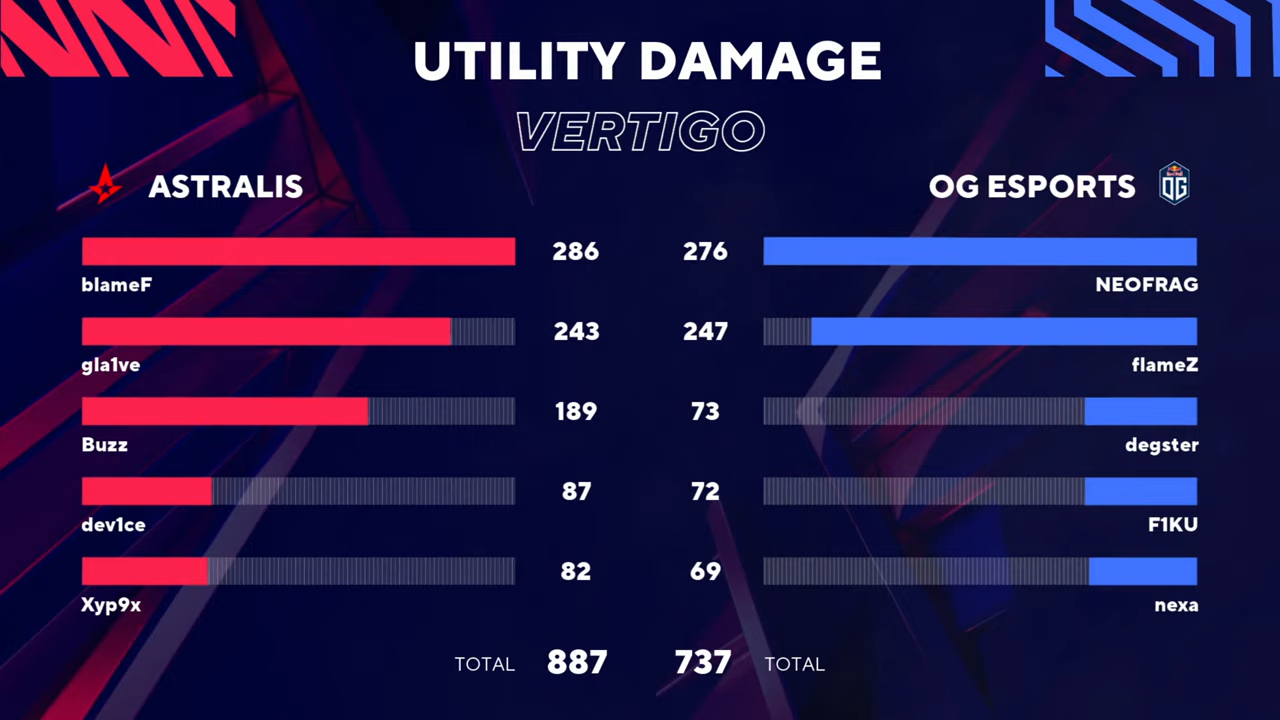 UTILITY DAMAGE
VERTIGO
ASTRALIS
OG ESPORTS OG
286 276
blameF NEOFRAG
243 247
gla1ve flameZ
189 73
Buzz degster
87 72
dev1ce F1KU
82 69
Xyp9x nexa
TOTAL 887 737 TOTAL